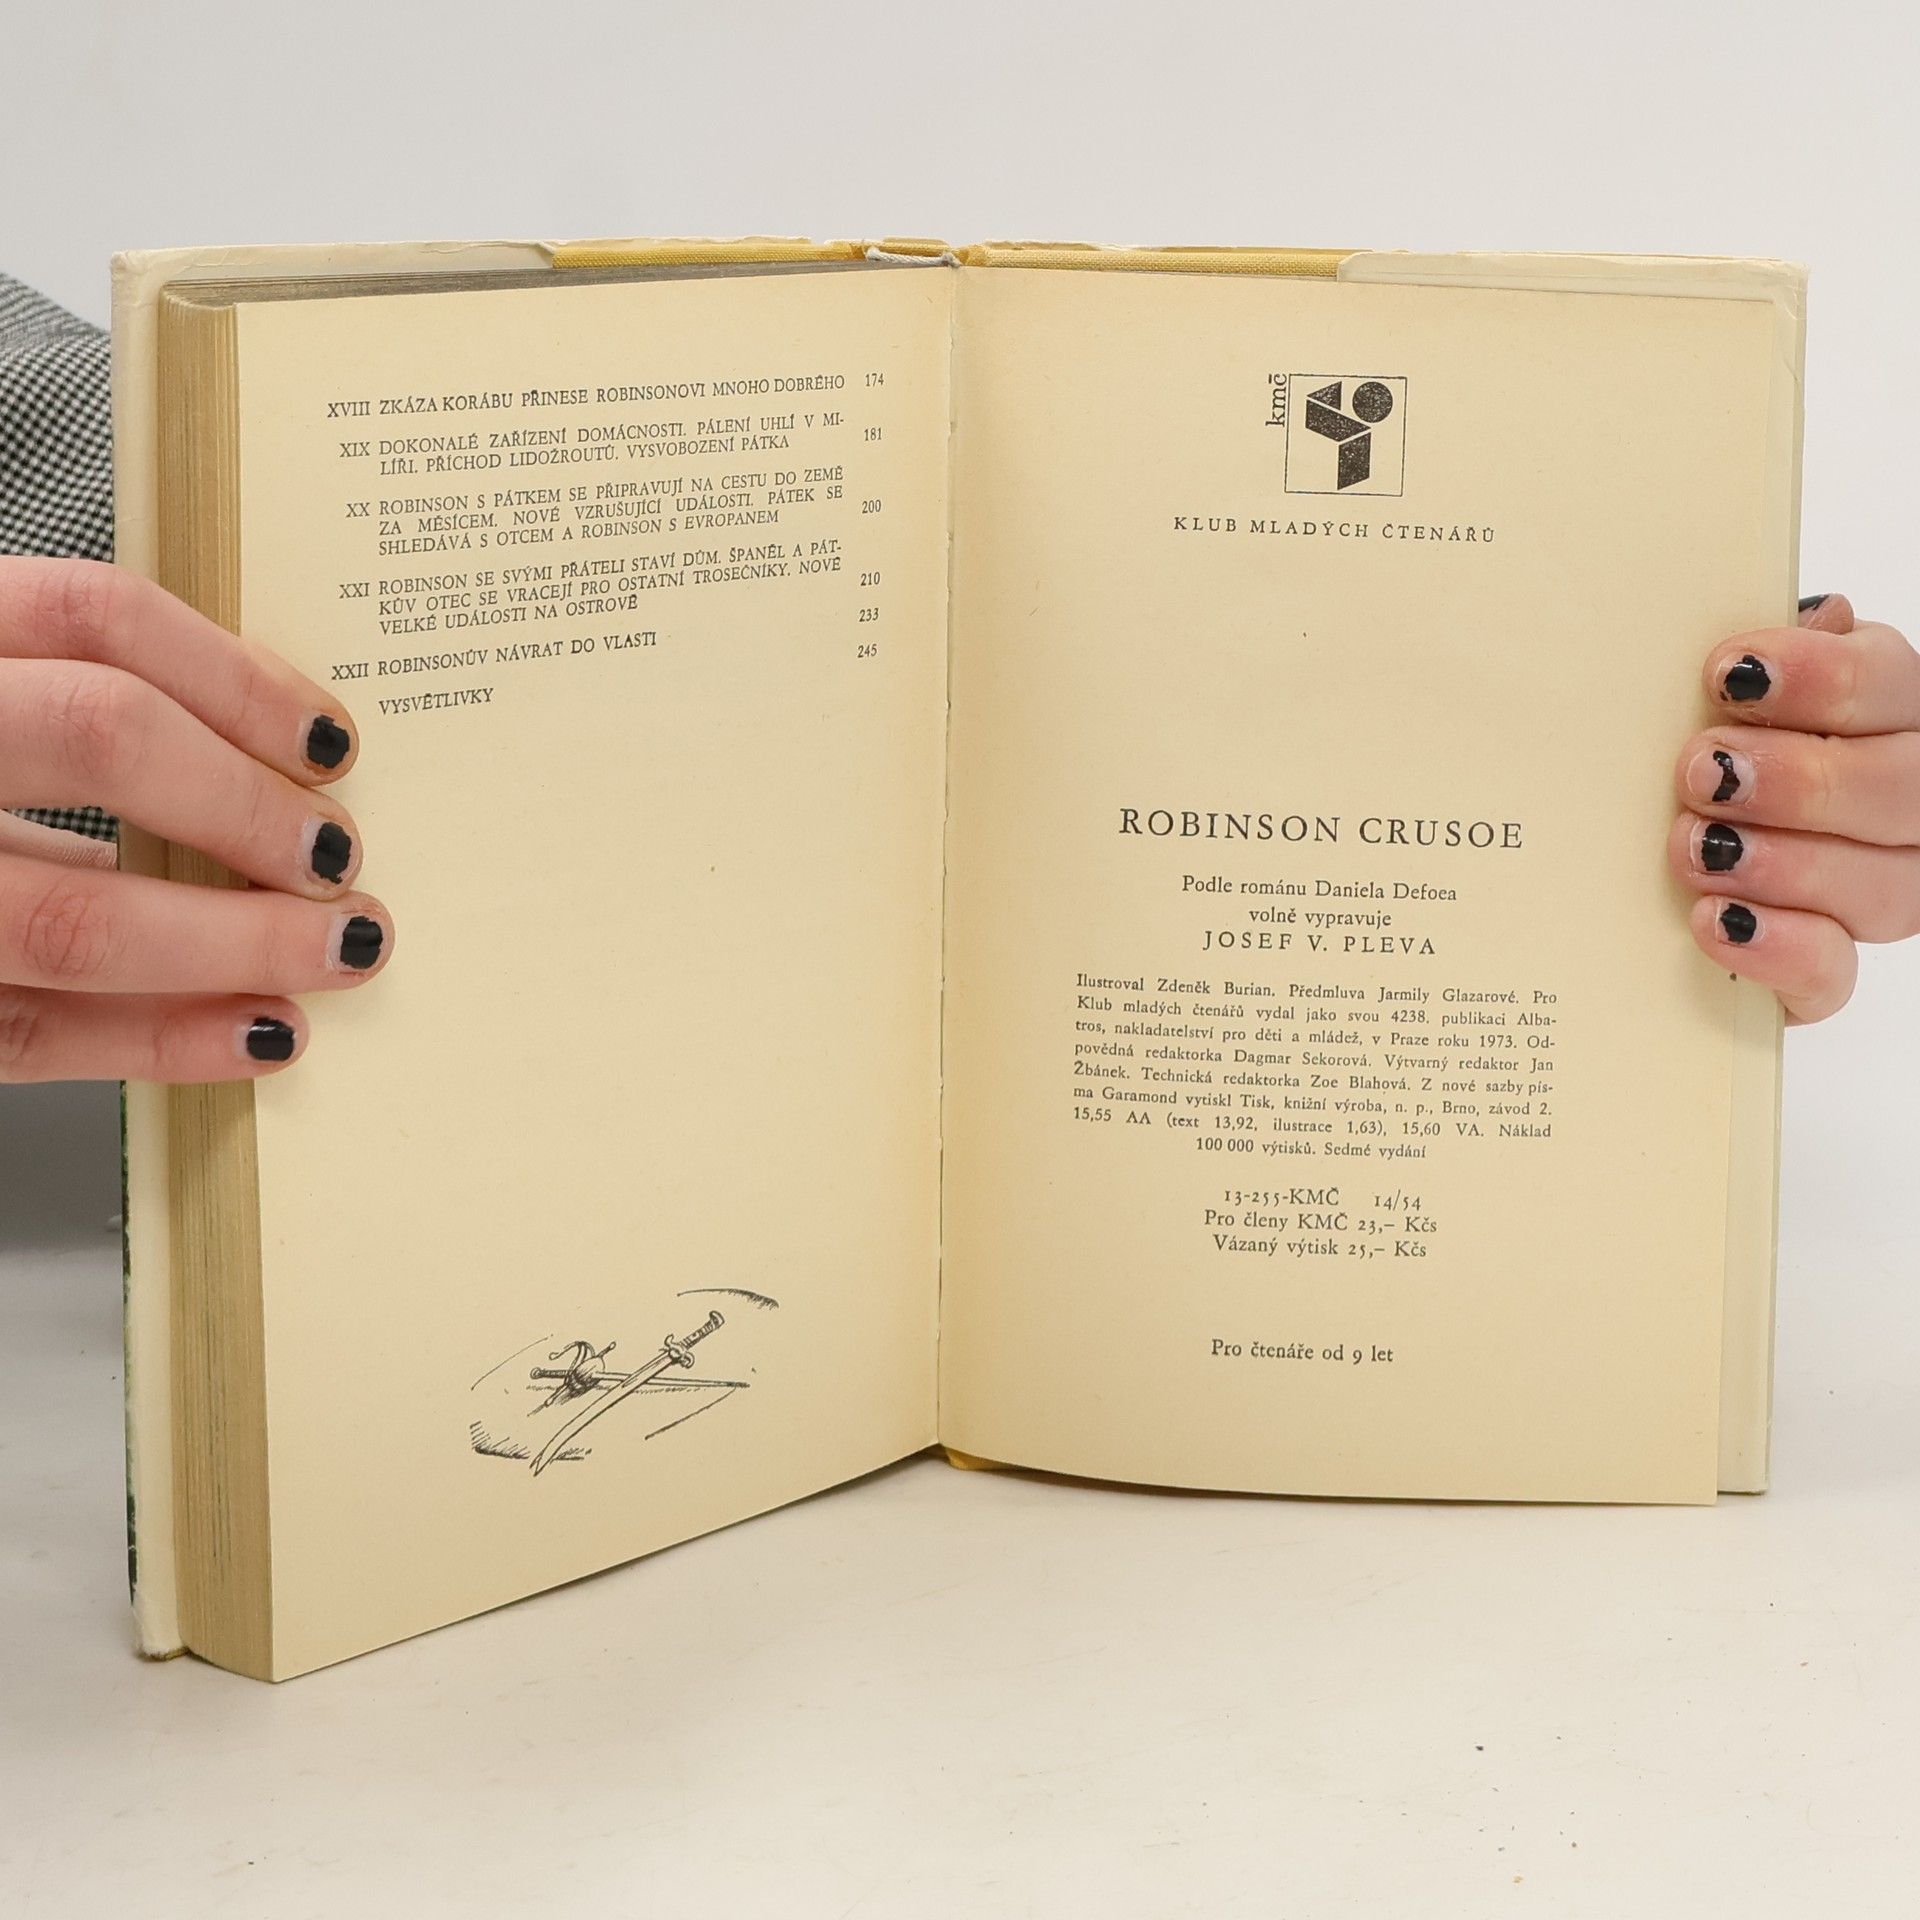 XVIII ZKÁZA KORÁBU PŘINESE ROBINSONOVI MNOHO DOBRÉHO 174
XIX DOKONALÉ ZAŘÍZENÍ DOMÁCNOSTI. PÁLENÍ UHLÍ V MI-
LÍŘI. PŘÍCHOD LIDOŽROUTŮ. VYSVOBOZENÍ PÁTKA 181
XX ROBINSON S PÁTKEM SE PŘIPRAVUJÍ NA CESTU DO ZEMĚ
ZA MĚSÍCEM. NOVÉ VZRUŠUJÍCÍ UDÁLOSTI. PÁTEK SE
SHLEDÁVÁ S OTCEM A ROBINSON S EVROPANEM 200
XXI ROBINSON SE SVÝMI PŘÁTELI STAVÍ DŮM. ŠPANĚL A PÁT-
KŮV OTEC SE VRACEJÍ PRO OSTATNÍ TROSEČNÍKY. NOVÉ
VELKÉ UDÁLOSTI NA OSTROVĚ 210
XXII ROBINSONŮV NÁVRAT DO VLASTI 233
VYSVĚTLIVKY 245
kmč
KLUB MLADÝCH ČTENÁŘŮ
ROBINSON CRUSOE
Podle románu Daniela Defoea
volně vypravuje
JOSEF V. PLEVA
Ilustroval Zdeněk Burian. Předmluva Jarmily Glazarové. Pro
Klub mladých čtenářů vydal jako svou 4238. publikaci Alba-
tros, nakladatelství pro děti a mládež, v Praze roku 1973. Od-
povědná redaktorka Dagmar Sekorová. Výtvarný redaktor Jan
Žbánek. Technická redaktorka Zoe Blahová. Z nové sazby pís-
ma Garamond vytiskl Tisk, knižní výroba, n. p., Brno, závod 2.
15,55 AA (text 13,92, ilustrace 1,63), 15,60 VA. Náklad
100 000 výtisků. Sedmé vydání
13-255-KMČ 14/54
Pro členy KMČ 23,– Kčs
Vázaný výtisk 25,– Kčs
Pro čtenáře od 9 let